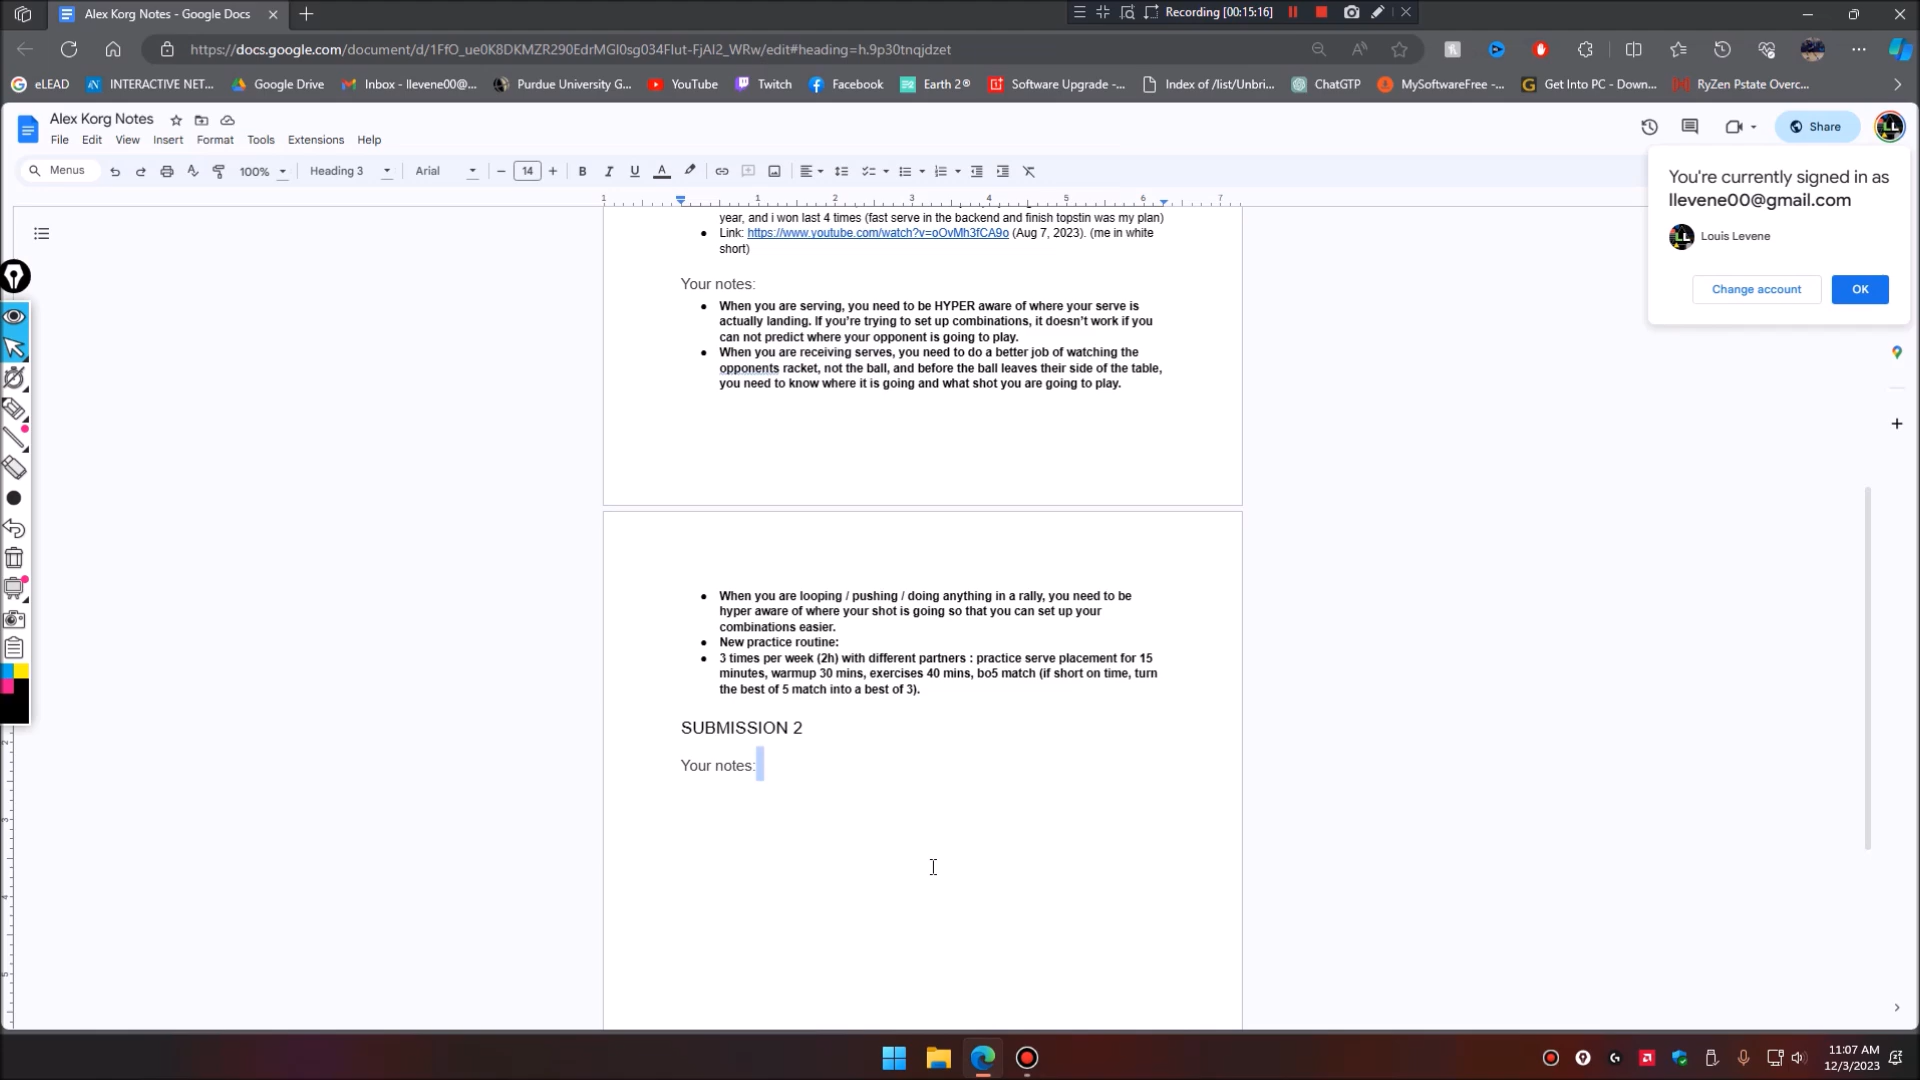 Alex Korg Notes - Google Docs
Recording [00:15:16]
https://docs.google.com/document/d/1FfO_ue0K8DKMZR290EdrMGl0sg034Flut-FjAl2_WRw/edit#heading=h.9p30tnqjdzet
eLEAD
INTERACTIVE NET...
Google Drive
Inbox - llevene00@...
Purdue University G...
YouTube
Twitch
Facebook
Earth 2®
Software Upgrade -...
Index of /list/Unbri...
ChatGTP
MySoftwareFree -...
Get Into PC - Down...
RyZen Pstate Overc...
Alex Korg Notes
File Edit View Insert Format Tools Extensions Help
Share
Menus
100%
Heading 3
Arial
14
You're currently signed in as
llevene00@gmail.com
Louis Levene
Change account
OK
1 1 2 3 4 5 6 7
year, and i won last 4 times (fast serve in the backend and finish topstin was my plan)
Link: https://www.youtube.com/watch?v=oOvMh3fCA9o (Aug 7, 2023). (me in white
short)
Your notes:
When you are serving, you need to be HYPER aware of where your serve is
actually landing. If you're trying to set up combinations, it doesn't work if you
can not predict where your opponent is going to play.
When you are receiving serves, you need to do a better job of watching the
opponents racket, not the ball, and before the ball leaves their side of the table,
you need to know where it is going and what shot you are going to play.
When you are looping / pushing / doing anything in a rally, you need to be
hyper aware of where your shot is going so that you can set up your
combinations easier.
New practice routine:
3 times per week (2h) with different partners : practice serve placement for 15
minutes, warmup 30 mins, exercises 40 mins, bo5 match (if short on time, turn
the best of 5 match into a best of 3).
SUBMISSION 2
Your notes:
11:07 AM
12/3/2023